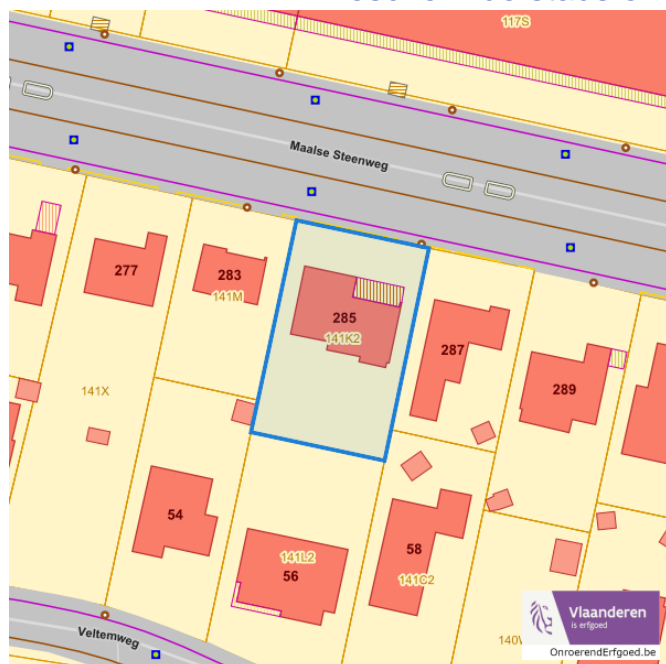 117S
Maalse Steenweg
277
283
141M
285
141K2
287
289
141X
54
141L2
56
58
141C2
Veltemweg
Vlaanderen
is erfgoed
OnroerendErfgoed.be